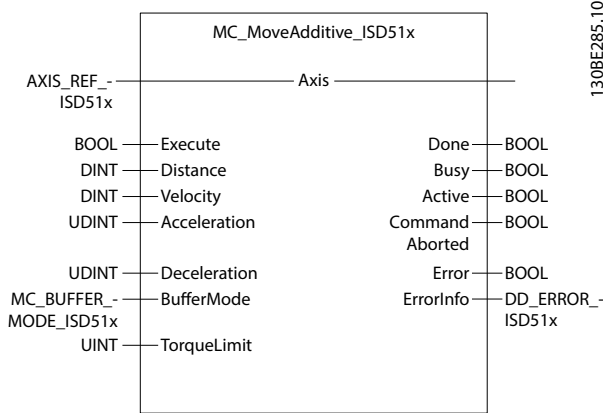 MC_MoveAdditive_ISD51x
130BE285.10
AXIS_REF_-
ISD51x
Axis
BOOL Execute Done BOOL
DINT Distance Busy BOOL
DINT Velocity Active BOOL
UDINT Acceleration Command BOOL
Aborted
UDINT Deceleration Error BOOL
MC_BUFFER_- BufferMode ErrorInfo DD_ERROR_-
MODE_ISD51x ISD51x
UINT TorqueLimit